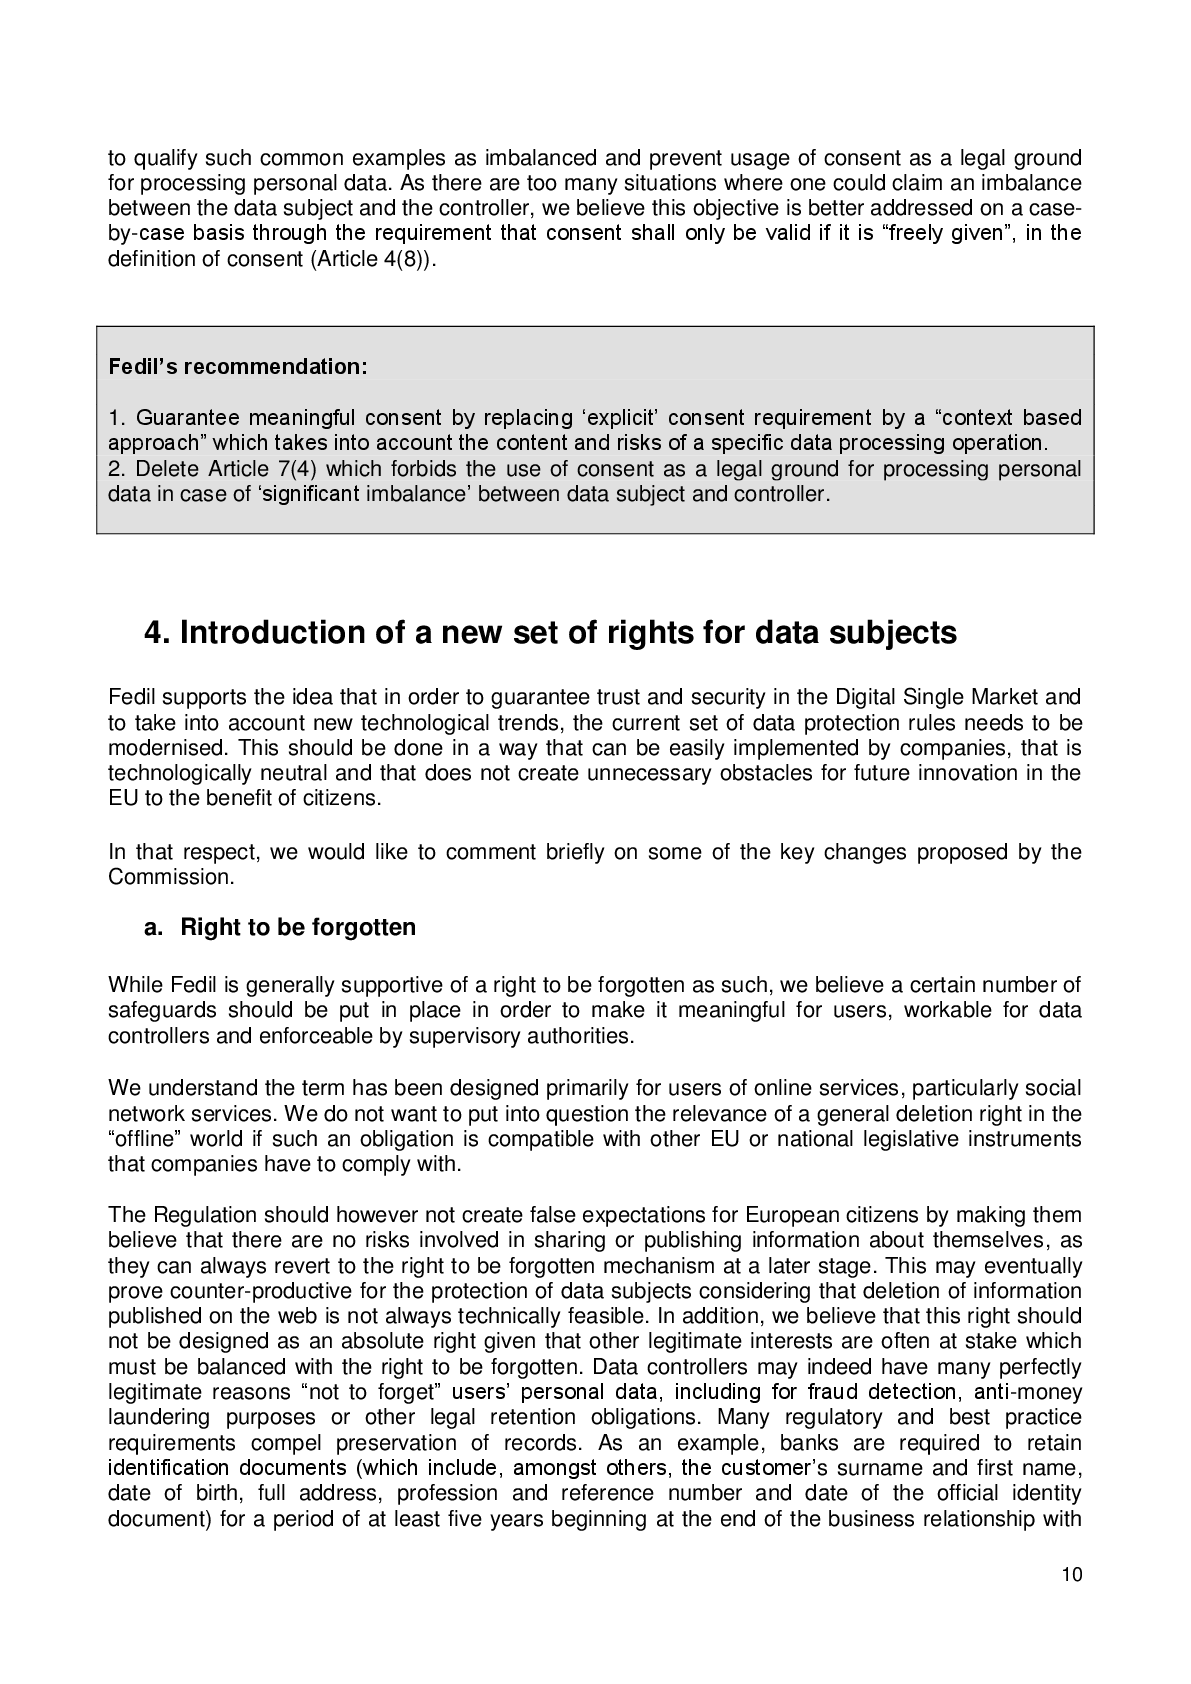 to qualify such common examples as imbalanced and prevent usage of consent as a legal ground
for processing personal data. As there are too many situations where one could claim an imbalance
between the data subject and the controller, we believe this objective is better addressed on a case-
by-case basis through the requirement that consent shall only be valid if it is “freely given”, in the
definition of consent (Article 4(8)).
Fedil’s recommendation:
1. Guarantee meaningful consent by replacing ‘explicit’ consent requirement by a “context based
approach” which takes into account the content and risks of a specific data processing operation.
2. Delete Article 7(4) which forbids the use of consent as a legal ground for processing personal
data in case of ‘significant imbalance’ between data subject and controller.
4. Introduction of a new set of rights for data subjects
Fedil supports the idea that in order to guarantee trust and security in the Digital Single Market and
to take into account new technological trends, the current set of data protection rules needs to be
modernised. This should be done in a way that can be easily implemented by companies, that is
technologically neutral and that does not create unnecessary obstacles for future innovation in the
EU to the benefit of citizens.
In that respect, we would like to comment briefly on some of the key changes proposed by the
Commission.
a. Right to be forgotten
While Fedil is generally supportive of a right to be forgotten as such, we believe a certain number of
safeguards should be put in place in order to make it meaningful for users, workable for data
controllers and enforceable by supervisory authorities.
We understand the term has been designed primarily for users of online services, particularly social
network services. We do not want to put into question the relevance of a general deletion right in the
“offline” world if such an obligation is compatible with other EU or national legislative instruments
that companies have to comply with.
The Regulation should however not create false expectations for European citizens by making them
believe that there are no risks involved in sharing or publishing information about themselves, as
they can always revert to the right to be forgotten mechanism at a later stage. This may eventually
prove counter-productive for the protection of data subjects considering that deletion of information
published on the web is not always technically feasible. In addition, we believe that this right should
not be designed as an absolute right given that other legitimate interests are often at stake which
must be balanced with the right to be forgotten. Data controllers may indeed have many perfectly
legitimate reasons “not to forget” users’ personal data, including for fraud detection, anti-money
laundering purposes or other legal retention obligations. Many regulatory and best practice
requirements compel preservation of records. As an example, banks are required to retain
identification documents (which include, amongst others, the customer’s surname and first name,
date of birth, full address, profession and reference number and date of the official identity
document) for a period of at least five years beginning at the end of the business relationship with
10